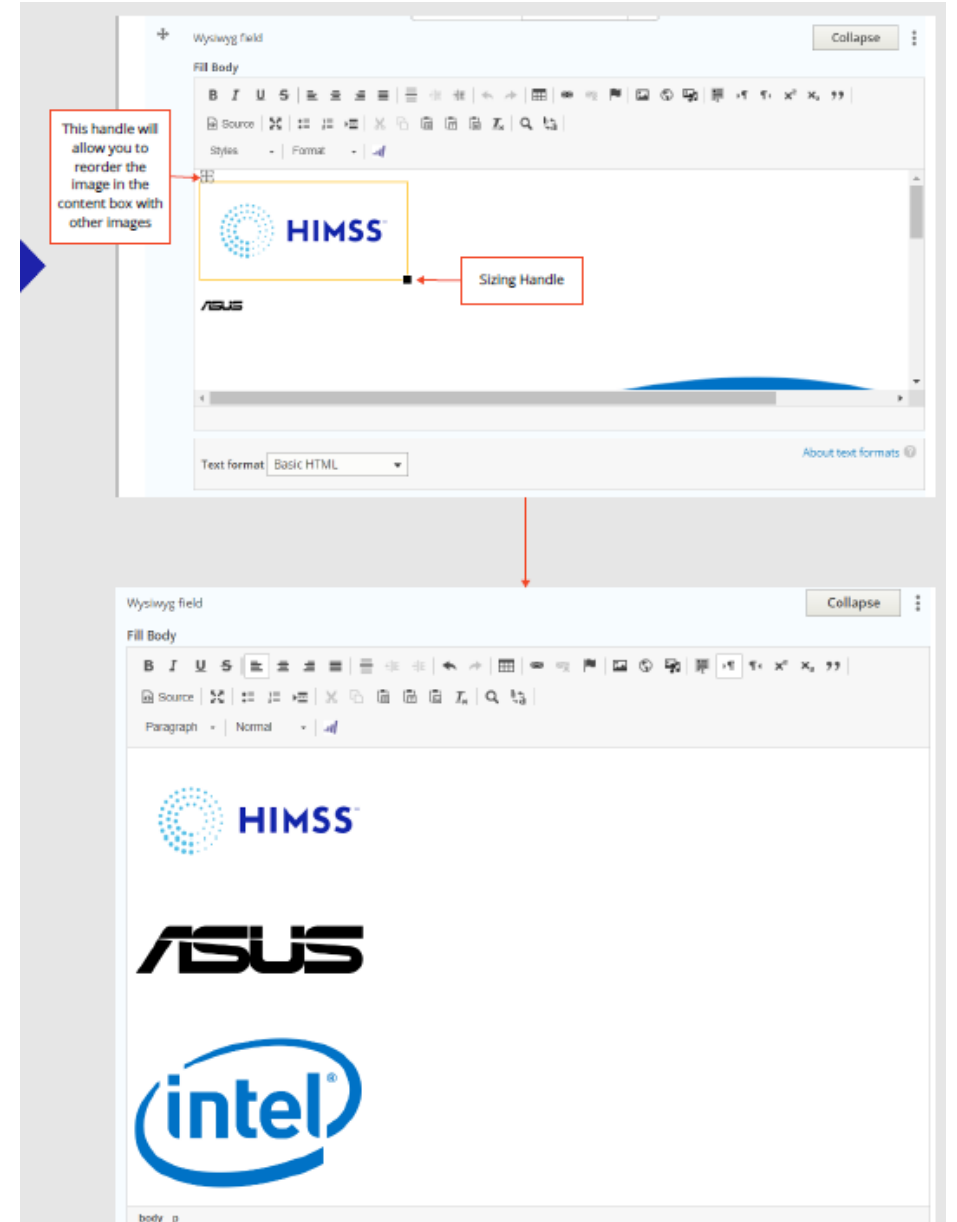 Wysiwyg field
Collapse
Fill Body
B I U S
Source
Styles
Format
This handle will
allow you to
reorder the
image in the
content box with
other images
HIMSS
Sizing Handle
ASUS
Text format
Basic HTML
About text formats
Wysiwyg field
Collapse
Fill Body
B I U S
Source
Paragraph
Normal
HIMSS
ASUS
intel®
body p